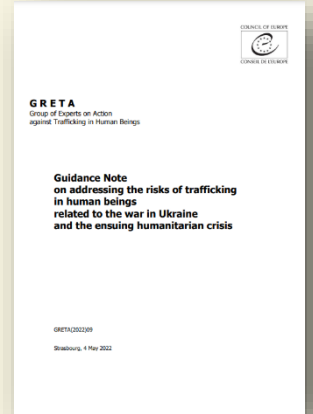 COUNCIL OF EUROPE
CONSEIL DE L'EUROPE
G R E T A
Group of Experts on Action
against Trafficking in Human Beings
Guidance Note
on addressing the risks of trafficking
in human beings
related to the war in Ukraine
and the ensuing humanitarian crisis
GRETA(2022)09
Strasbourg, 4 May 2022